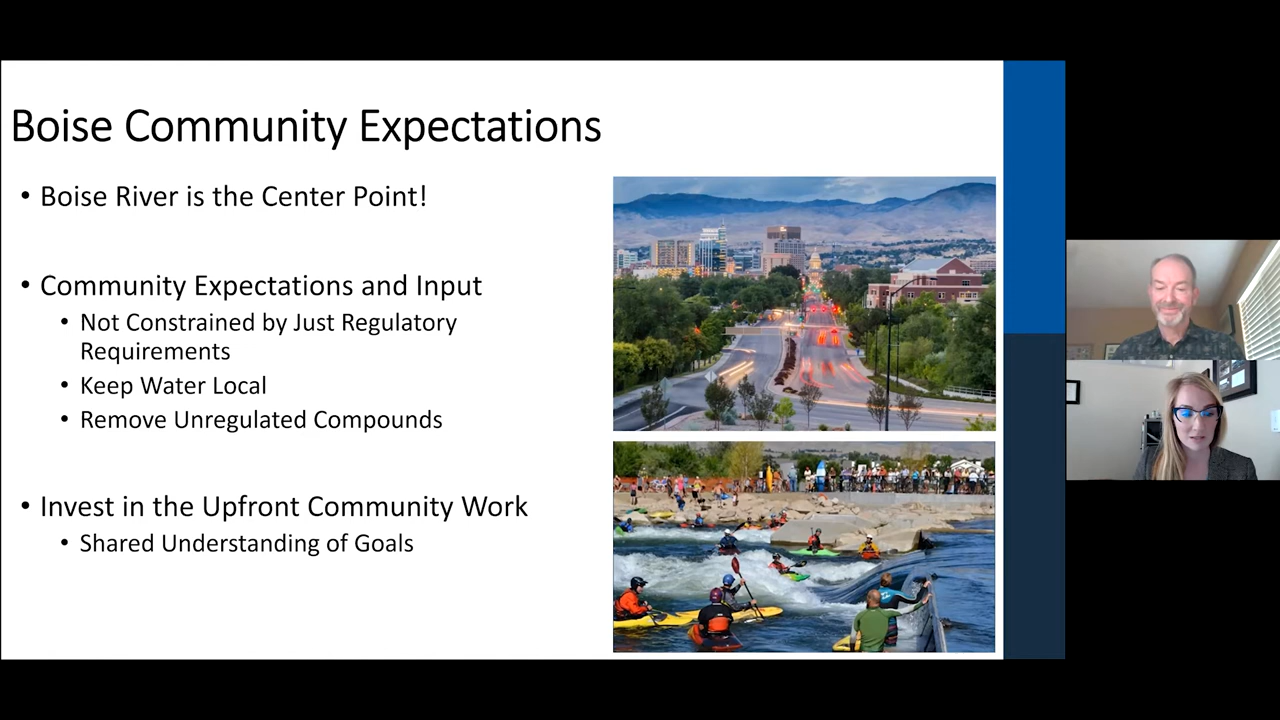 Boise Community Expectations
• Boise River is the Center Point!
• Community Expectations and Input
• Not Constrained by Just Regulatory
Requirements
• Keep Water Local
• Remove Unregulated Compounds
• Invest in the Upfront Community Work
• Shared Understanding of Goals